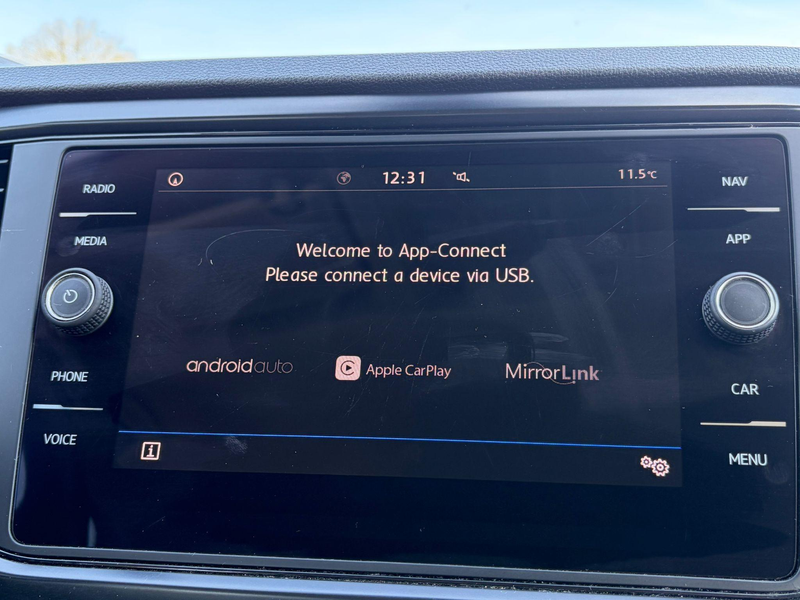 RADIO
MEDIA
PHONE
VOICE
12:31
11.5°C
Welcome to App-Connect
Please connect a device via USB.
androidauto
Apple CarPlay
MirrorLink
i
NAV
APP
CAR
MENU